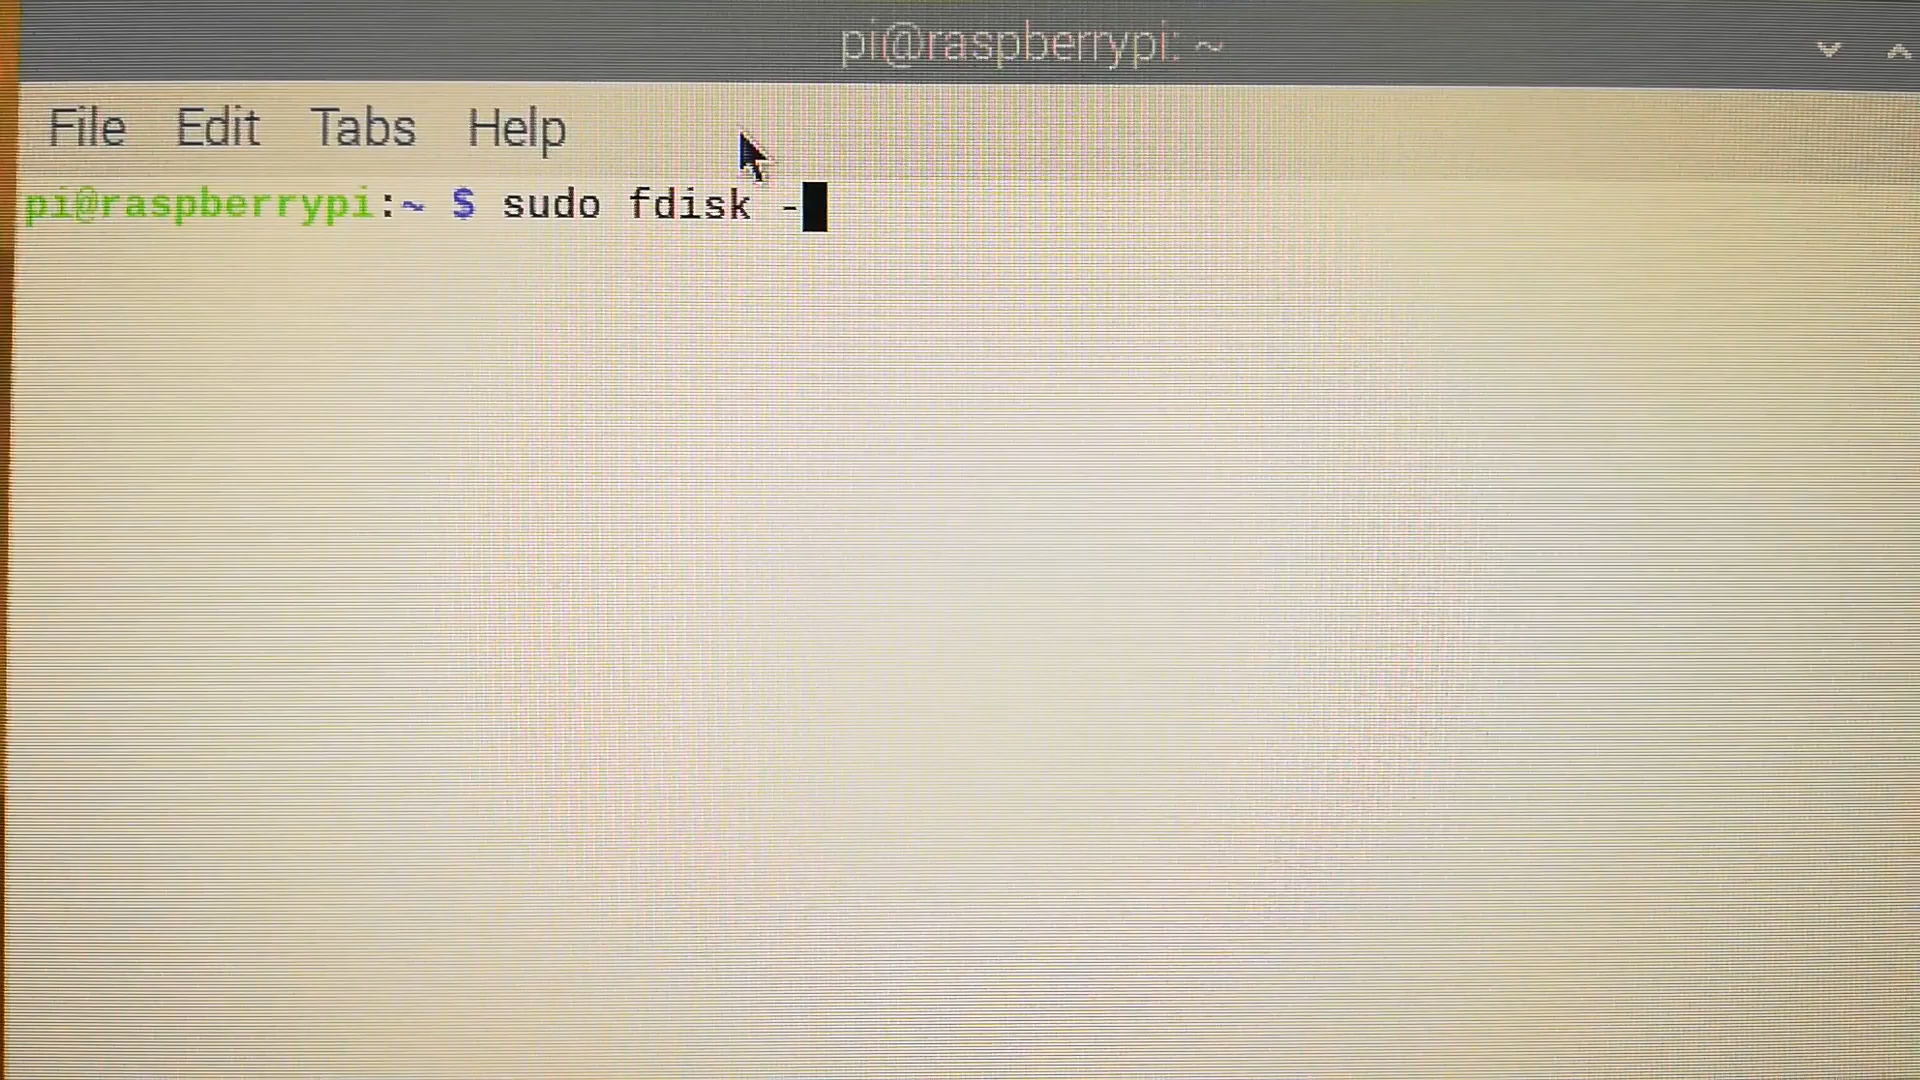 pi@raspberrypi: ~
File Edit Tabs Help
pi@raspberrypi:~ $ sudo fdisk -